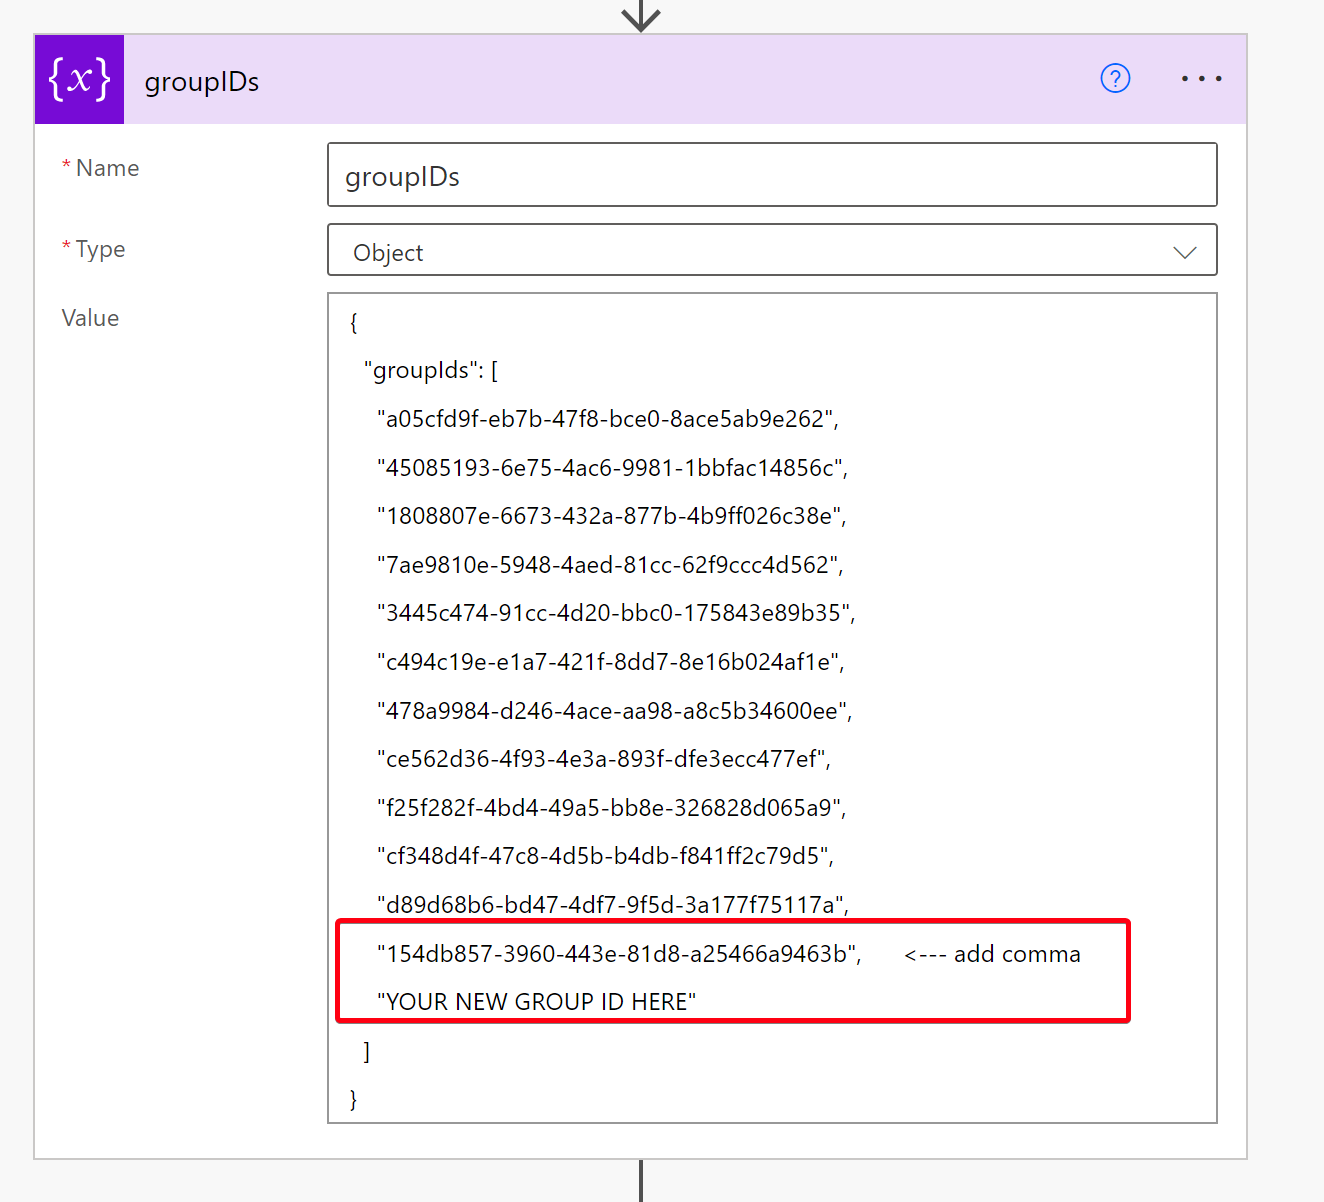 {x} groupIDs ? ...
* Name groupIDs
* Type Object
Value
{
"groupIds": [
"a05cfd9f-eb7b-47f8-bce0-8ace5ab9e262",
"45085193-6e75-4ac6-9981-1bbfac14856c",
"1808807e-6673-432a-877b-4b9ff026c38e",
"7ae9810e-5948-4aed-81cc-62f9ccc4d562",
"3445c474-91cc-4d20-bbc0-175843e89b35",
"c494c19e-e1a7-421f-8dd7-8e16b024af1e",
"478a9984-d246-4ace-aa98-a8c5b34600ee",
"ce562d36-4f93-4e3a-893f-dfe3ecc477ef",
"f25f282f-4bd4-49a5-bb8e-326828d065a9",
"cf348d4f-47c8-4d5b-b4db-f841ff2c79d5",
"d89d68b6-bd47-4df7-9f5d-3a177f75117a",
"154db857-3960-443e-81d8-a25466a9463b", <--- add comma
"YOUR NEW GROUP ID HERE"
]
}